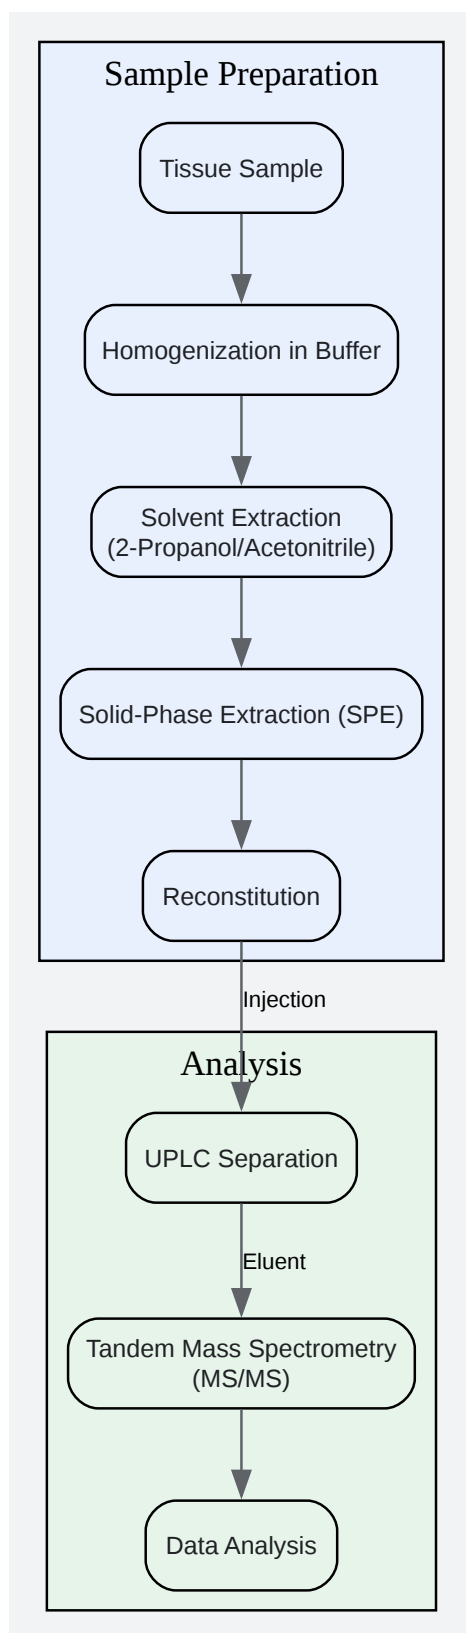 Sample Preparation
Tissue Sample
Homogenization in Buffer
Solvent Extraction
(2-Propanol/Acetonitrile)
Solid-Phase Extraction (SPE)
Reconstitution
Injection
Analysis
UPLC Separation
Eluent
Tandem Mass Spectrometry
(MS/MS)
Data Analysis